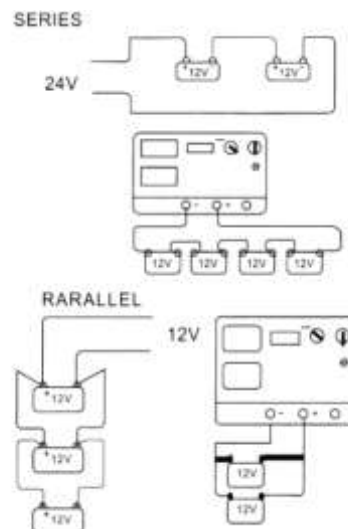 SERIES
24V
+12V
+12V-
- +
12V 12V 12V 12V
RARALLEL
12V
+12V
+12V
+12V
- +
12V
12V